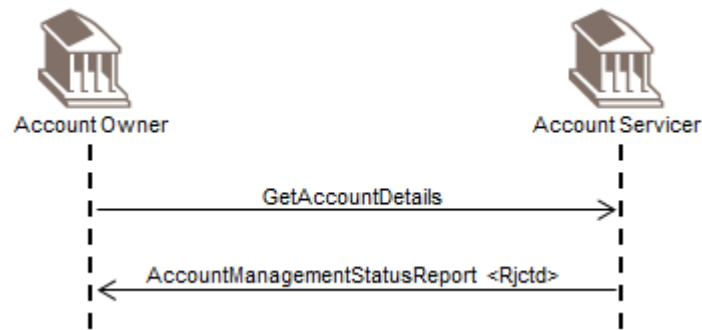 Account Owner
Account Servicer
GetAccountDetails
AccountManagementStatusReport <Rjctd>